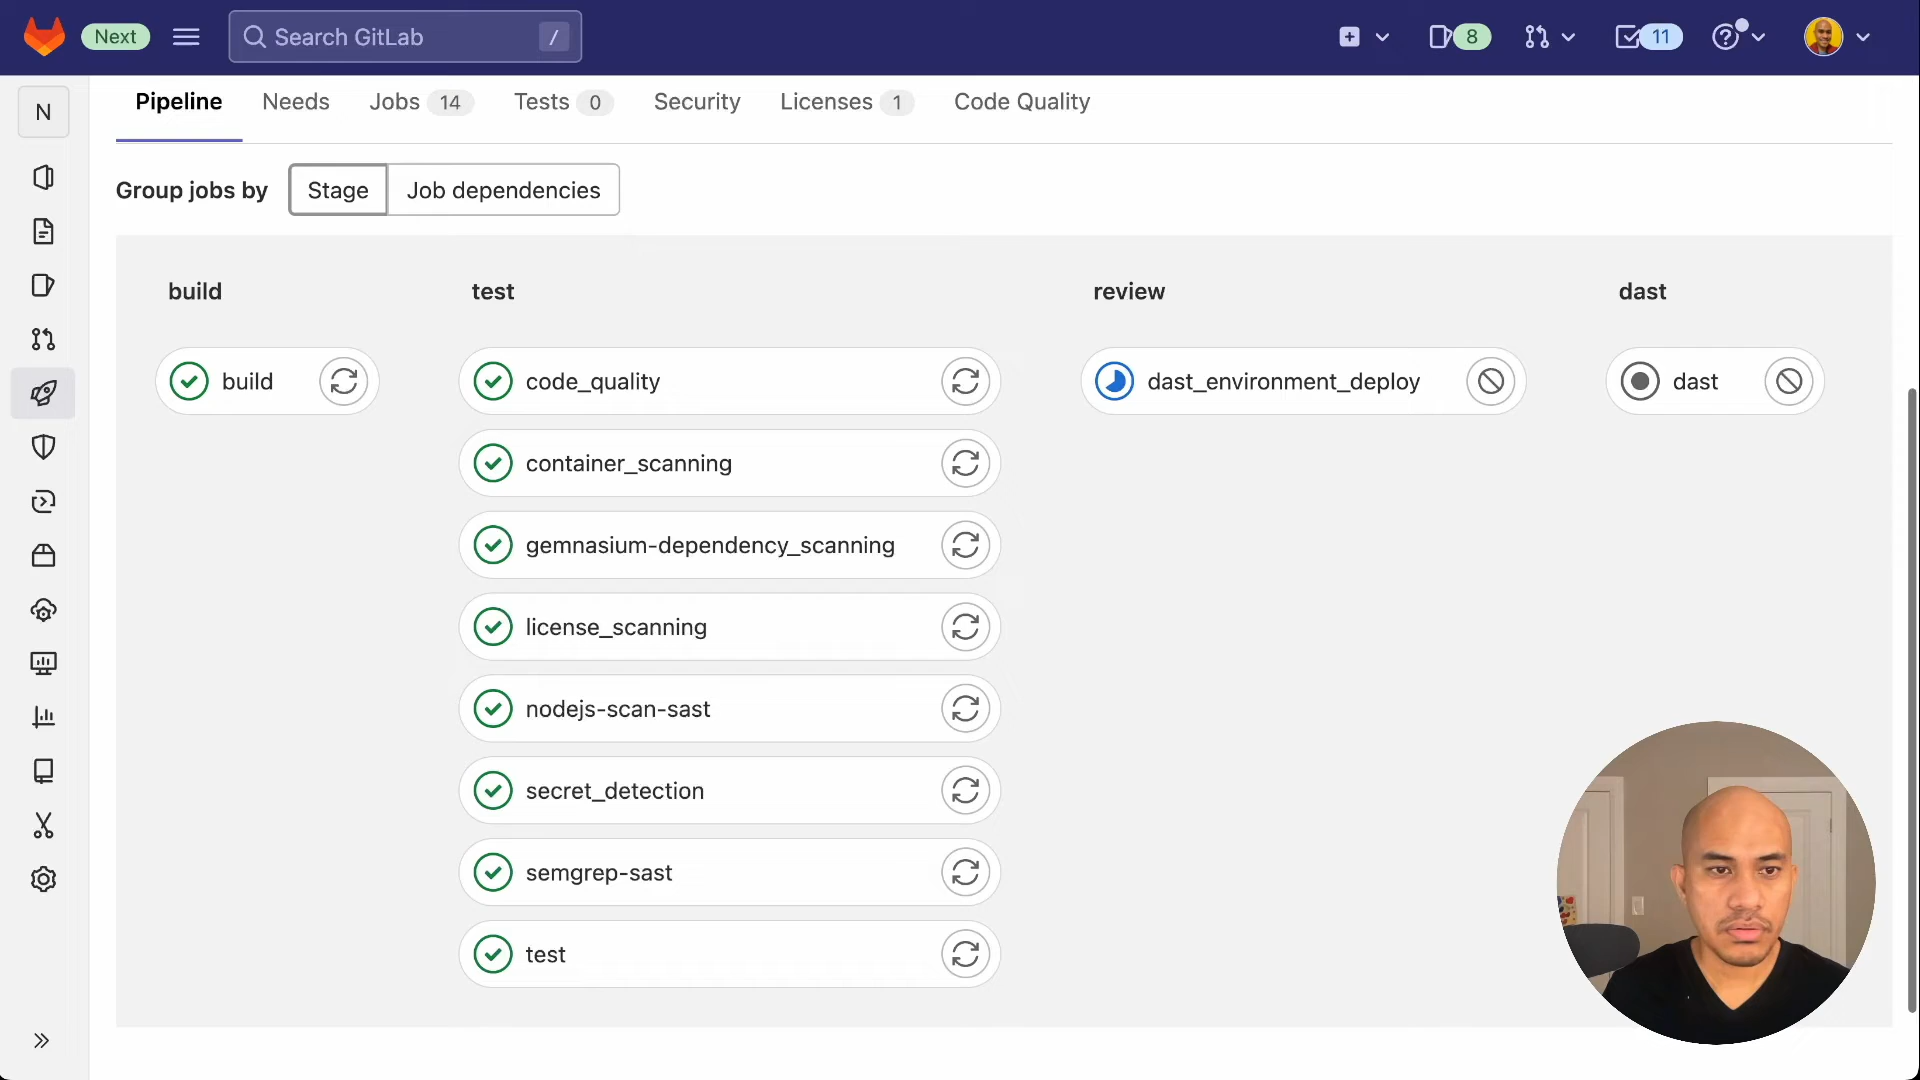 Next
Search GitLab
/
8
11
N
Pipeline
Needs
Jobs 14
Tests 0
Security
Licenses 1
Code Quality
Group jobs by
Stage
Job dependencies
build
test
review
dast
build
code_quality
dast_environment_deploy
dast
container_scanning
gemnasium-dependency_scanning
license_scanning
nodejs-scan-sast
secret_detection
semgrep-sast
test